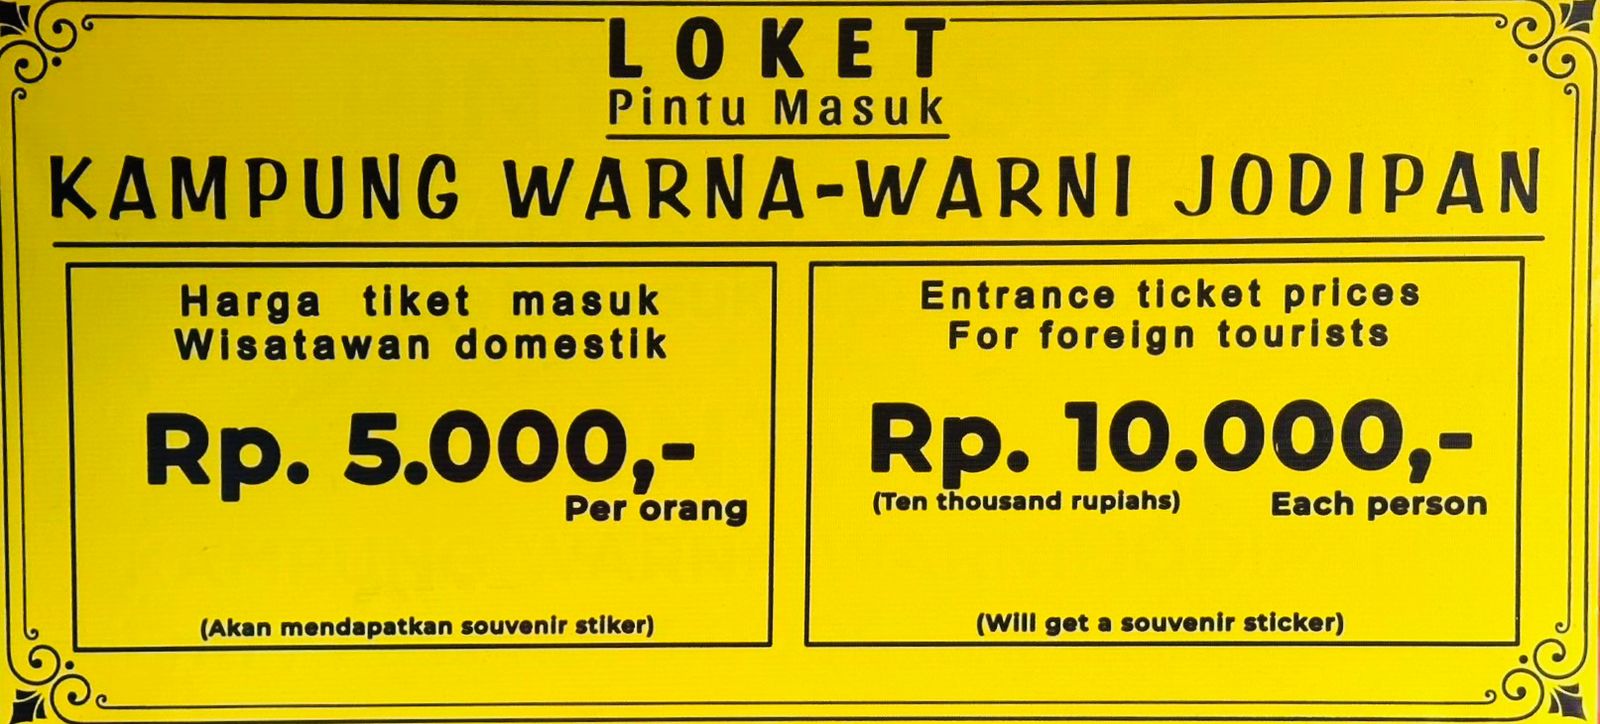 LOKET
Pintu Masuk
KAMPUNG WARNA-WARNI JODIPAN
Harga tiket masuk
Wisatawan domestik
Rp. 5.000,-
Per orang
(Akan mendapatkan souvenir stiker)
Entrance ticket prices
For foreign tourists
Rp. 10.000,-
(Ten thousand rupiahs) Each person
(Will get a souvenir sticker)